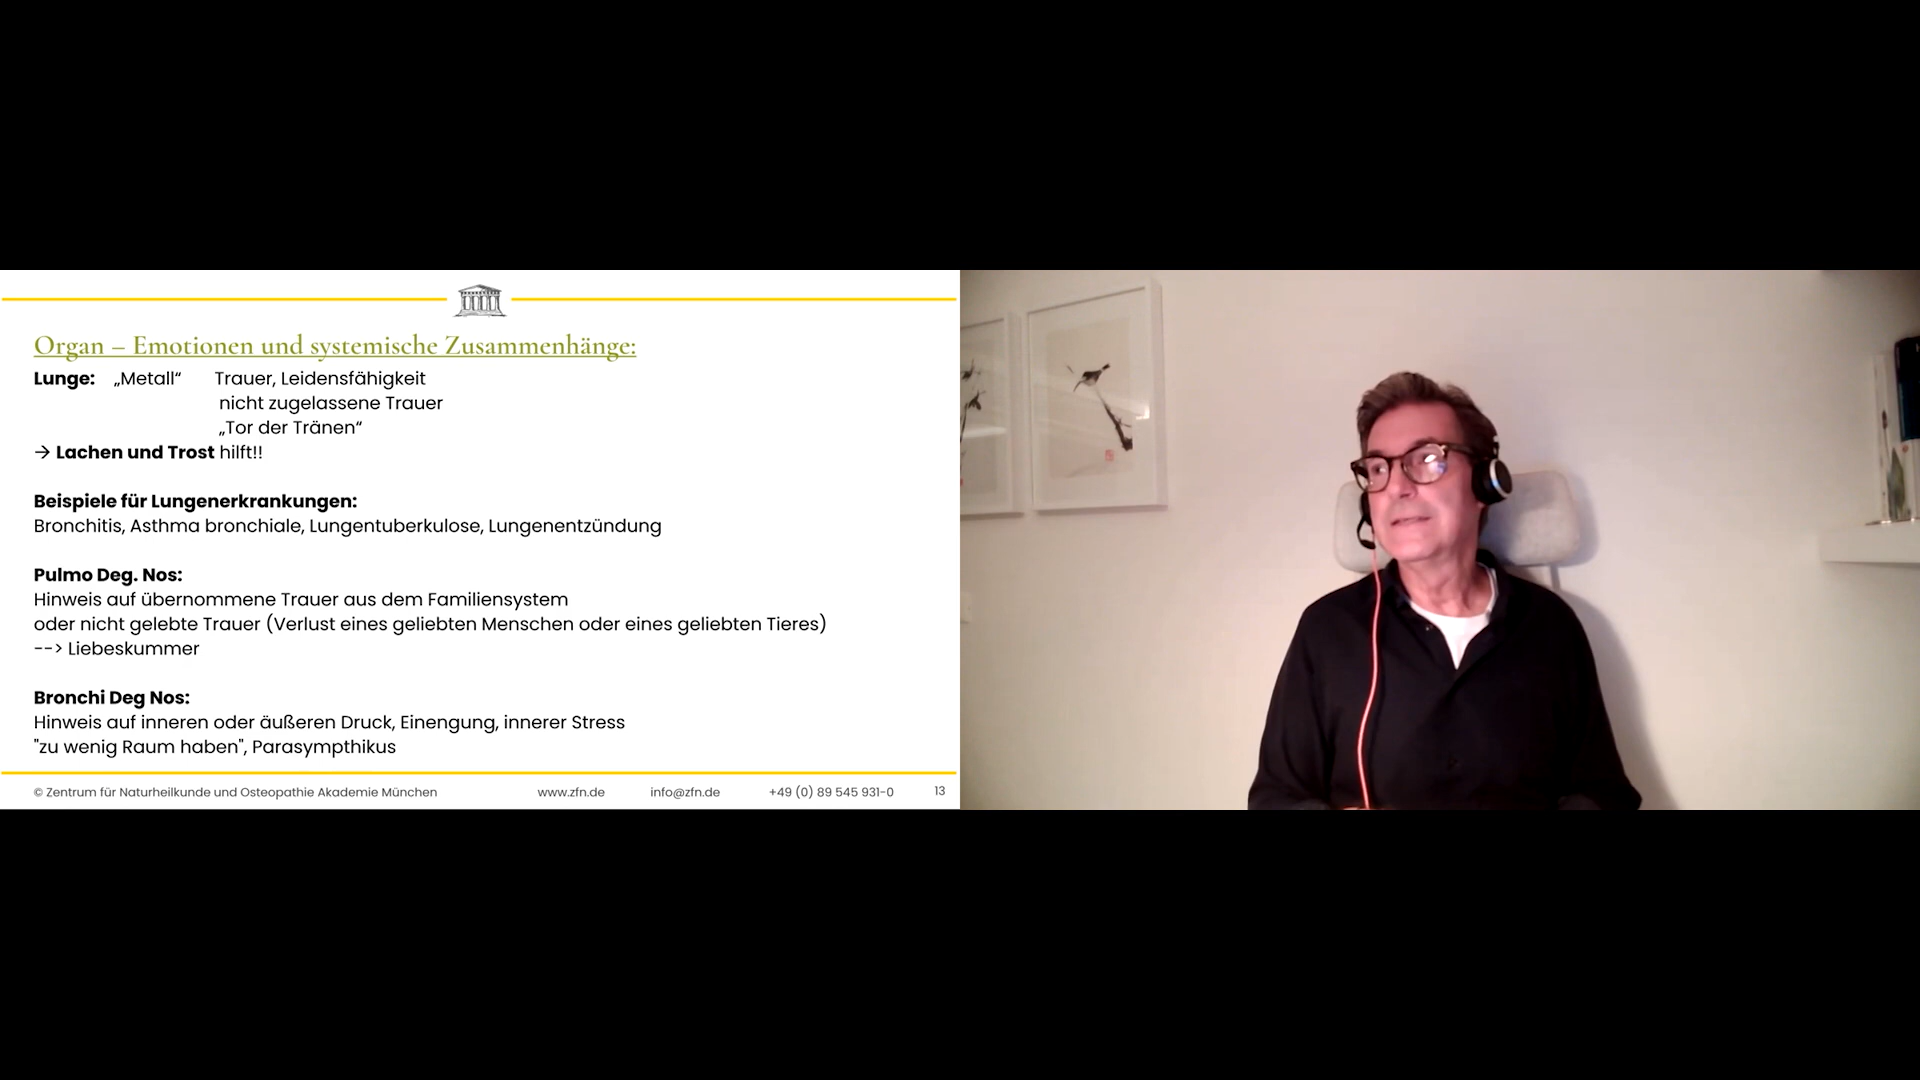 Organ – Emotionen und systemische Zusammenhänge:
Lunge: „Metall“ Trauer, Leidensfähigkeit
nicht zugelassene Trauer
„Tor der Tränen“
→ Lachen und Trost hilft!!
Beispiele für Lungenerkrankungen:
Bronchitis, Asthma bronchiale, Lungentuberkulose, Lungenentzündung
Pulmo Deg. Nos:
Hinweis auf übernommene Trauer aus dem Familiensystem
oder nicht gelebte Trauer (Verlust eines geliebten Menschen oder eines geliebten Tieres)
--> Liebeskummer
Bronchi Deg Nos:
Hinweis auf inneren oder äußeren Druck, Einengung, innerer Stress
"zu wenig Raum haben", Parasympthikus
© Zentrum für Naturheilkunde und Osteopathie Akademie München www.zfn.de info@zfn.de +49 (0) 89 545 931-0 13